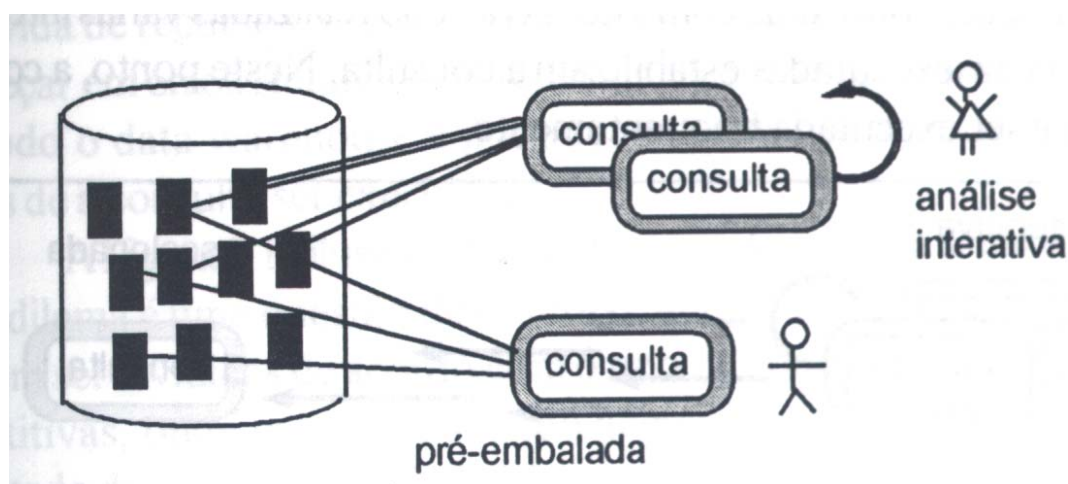 consulta
consulta
análise
interativa
consulta
pré-embalada